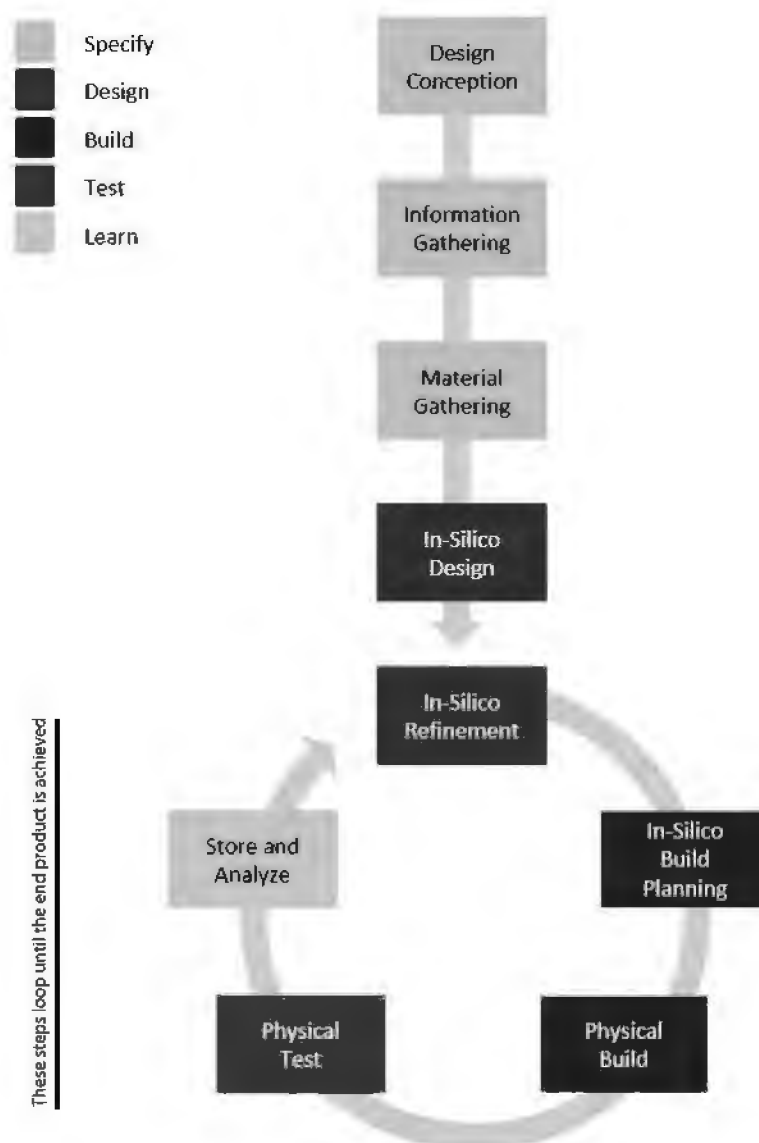 Specify
Design
Build
Test
Learn
Design
Conception
Information
Gathering
Material
Gathering
In-Silico
Design
In-Silico
Refinement
In-Silico
Build
Planning
Physical
Build
Physical
Test
Store and
Analyze
These steps loop until the end product is achieved